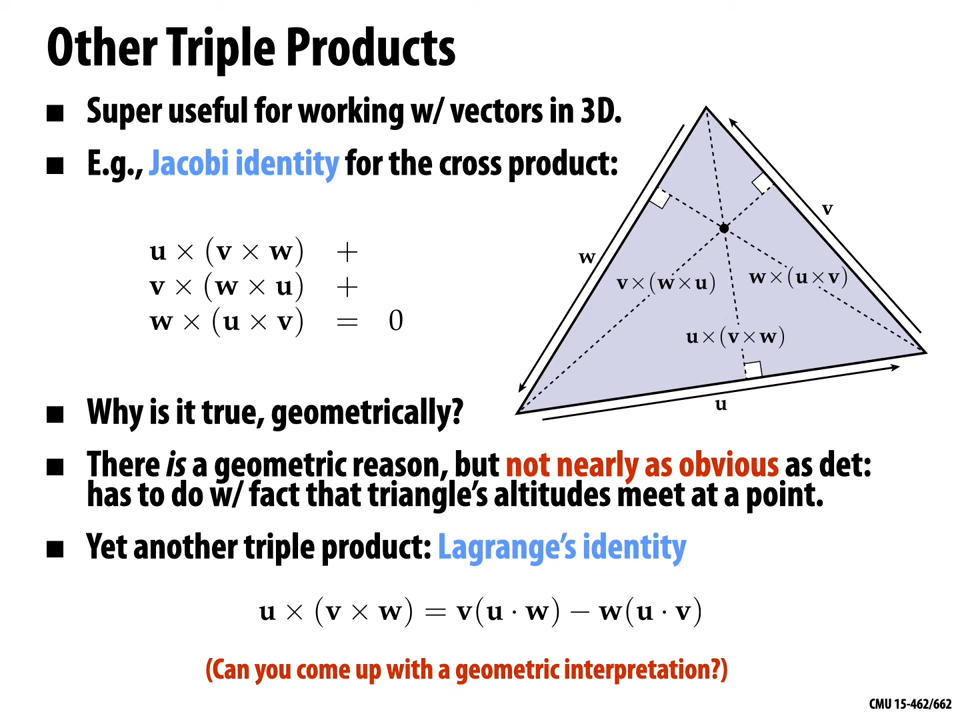 Other Triple Products
■ Super useful for working w/ vectors in 3D.
■ E.g., Jacobi identity for the cross product:
u × (v × w) +
v × (w × u) +
w × (u × v) = 0
v
w
v×(w×u)
w×(u×v)
u×(v×w)
u
■ Why is it true, geometrically?
■ There is a geometric reason, but not nearly as obvious as det:
has to do w/ fact that triangle's altitudes meet at a point.
■ Yet another triple product: Lagrange's identity
u × (v × w) = v(u · w) − w(u · v)
(Can you come up with a geometric interpretation?)
CMU 15-462/662